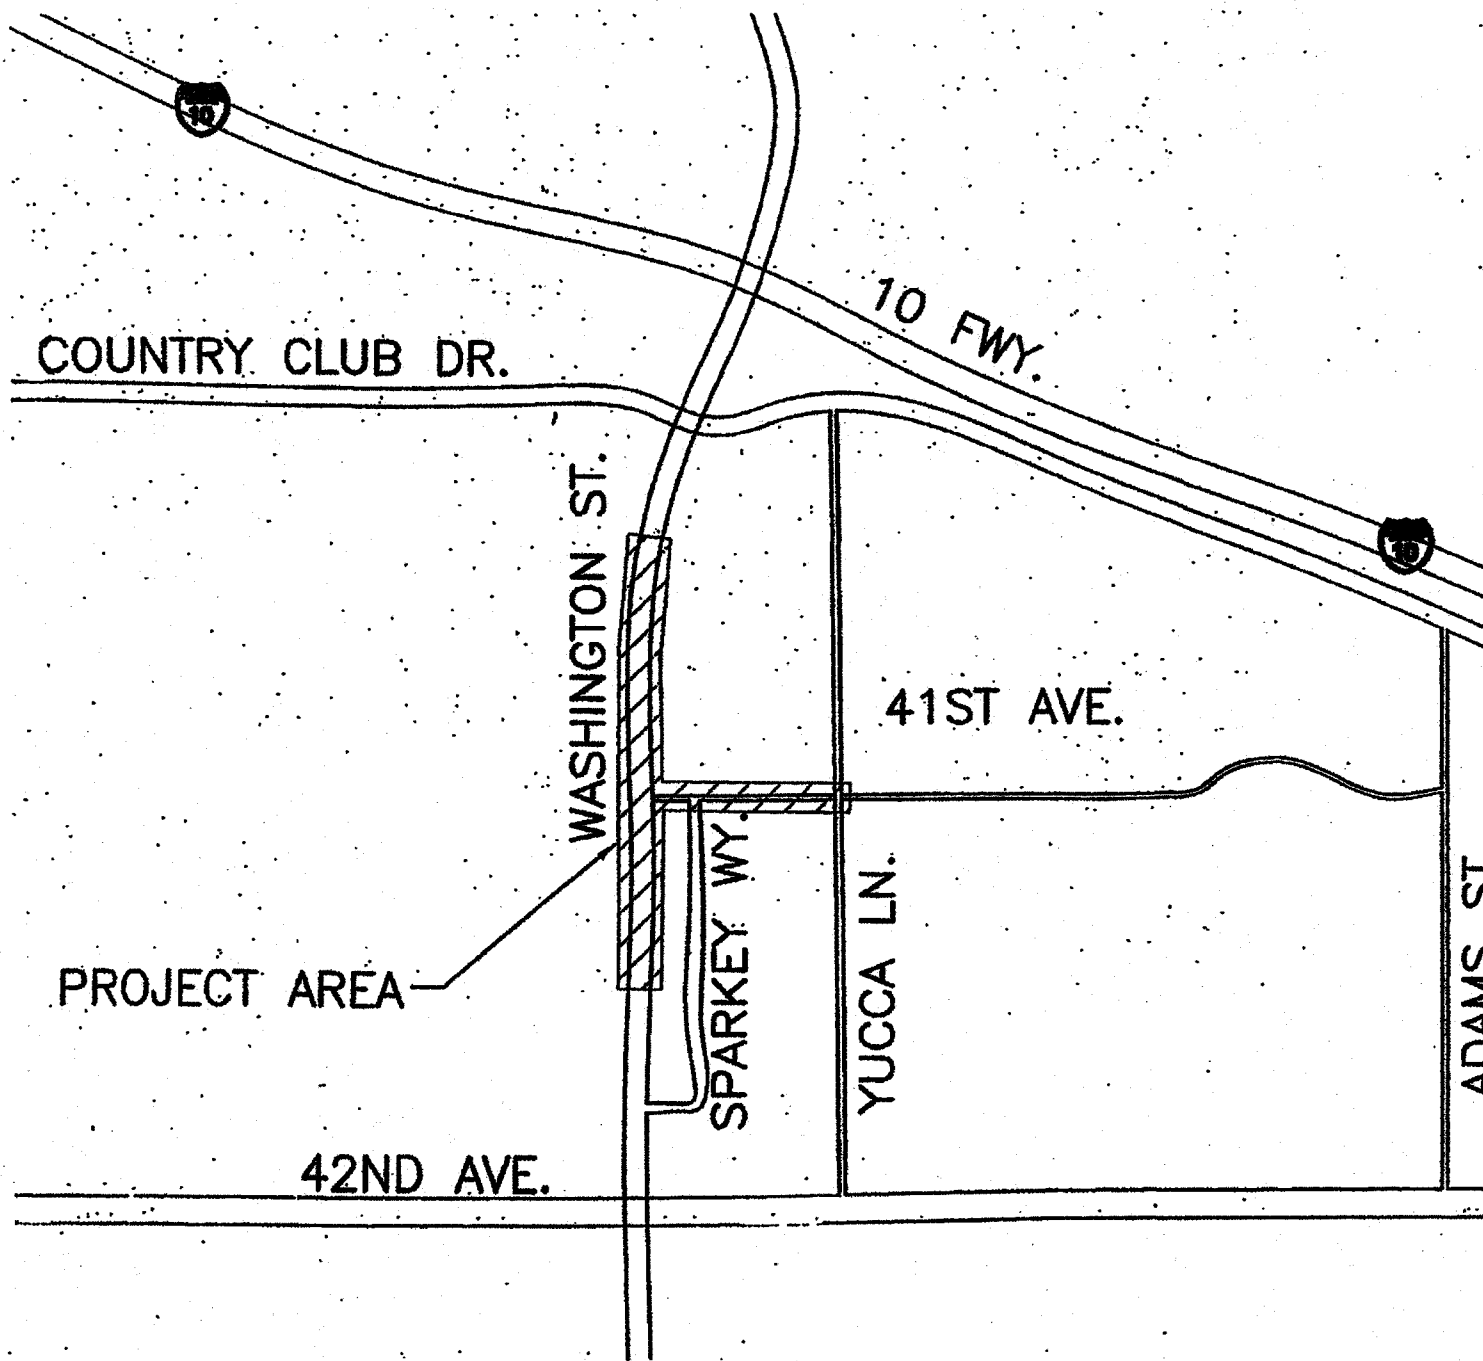 10
10 FWY.
COUNTRY CLUB DR.
WASHINGTON ST.
10
41ST AVE.
SPARKEY WY.
YUCCA LN.
ADAMS ST
PROJECT AREA
42ND AVE.